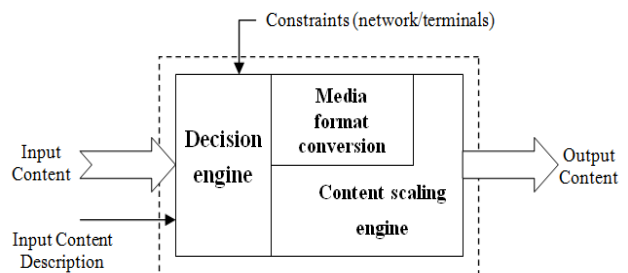 Constraints (network/terminals)
Media
format
conversion
Decision
engine
Input
Content
Output
Content
Content scaling
engine
Input Content
Description